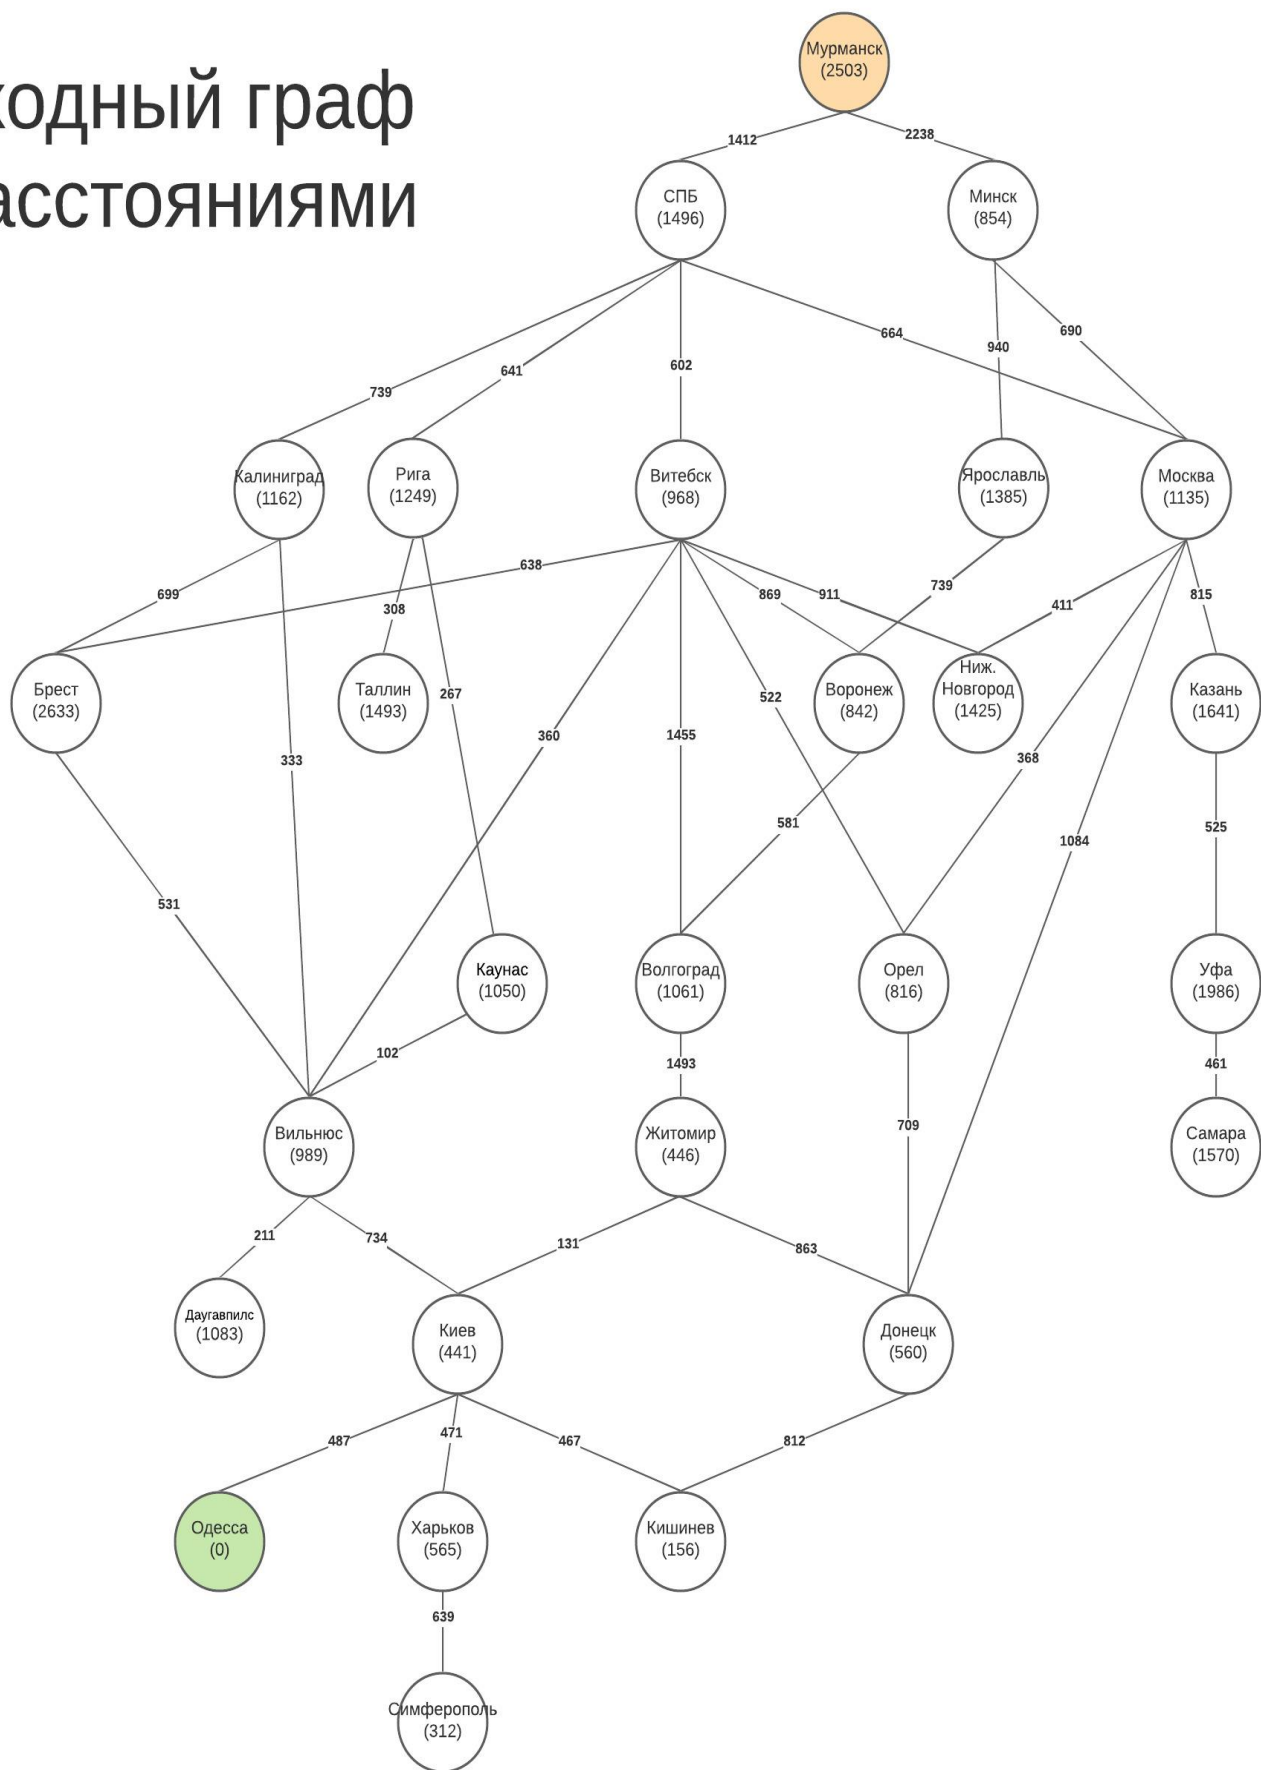 ходный граф
асстояниями
Мурманск
(2503)
1412
2238
СПБ
(1496)
Минск
(854)
739
641
602
664
940
690
Калининград
(1162)
Рига
(1249)
Витебск
(968)
Ярославль
(1385)
Москва
(1135)
699
638
308
869
911
739
411
815
Брест
(2633)
Таллин
(1493)
267
522
Воронеж
(842)
Ниж.
Новгород
(1425)
Казань
(1641)
333
360
1455
368
581
1084
525
531
Каунас
(1050)
Волгоград
(1061)
Орел
(816)
Уфа
(1986)
102
1493
709
461
Вильнюс
(989)
Житомир
(446)
Самара
(1570)
211
734
131
863
Даугавпилс
(1083)
Киев
(441)
Донецк
(560)
487
471
467
812
Одесса
(0)
Харьков
(565)
Кишинев
(156)
639
Симферополь
(312)